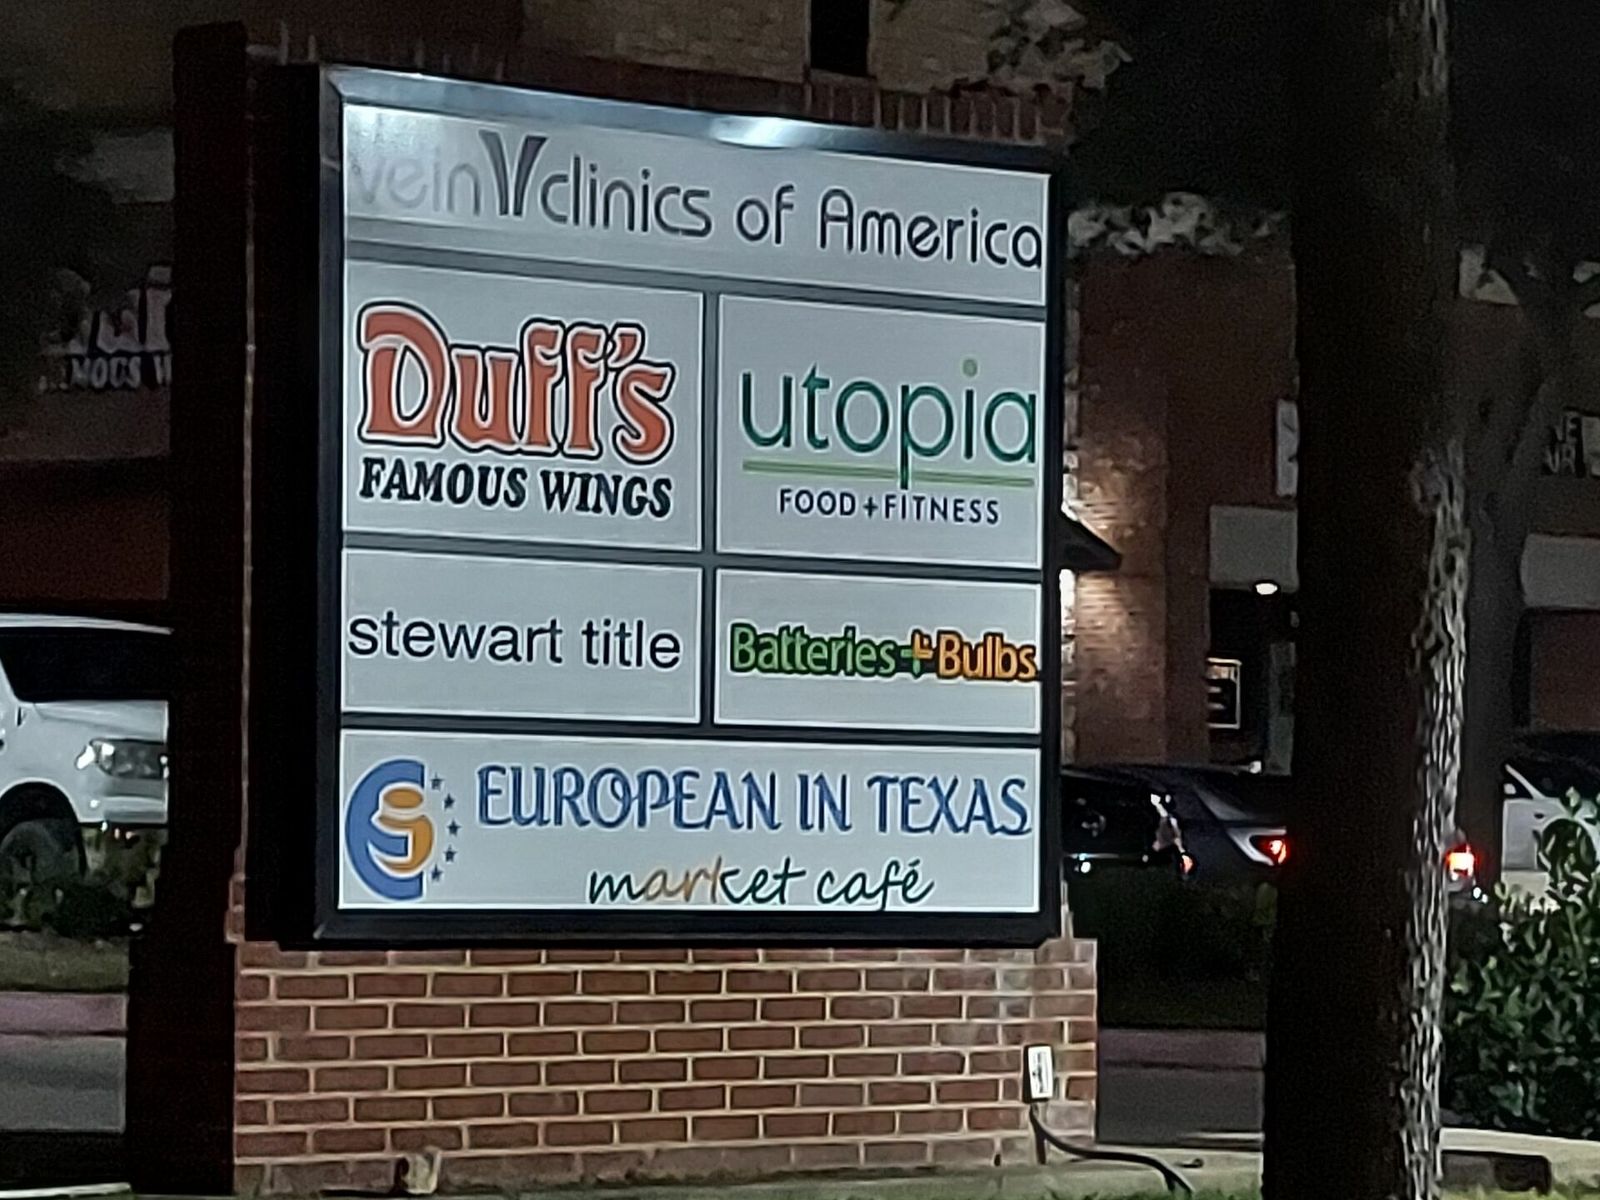 vein clinics of America
Duff's
FAMOUS WINGS
utopia
FOOD+FITNESS
stewart title
Batteries+Bulbs
EUROPEAN IN TEXAS
market café